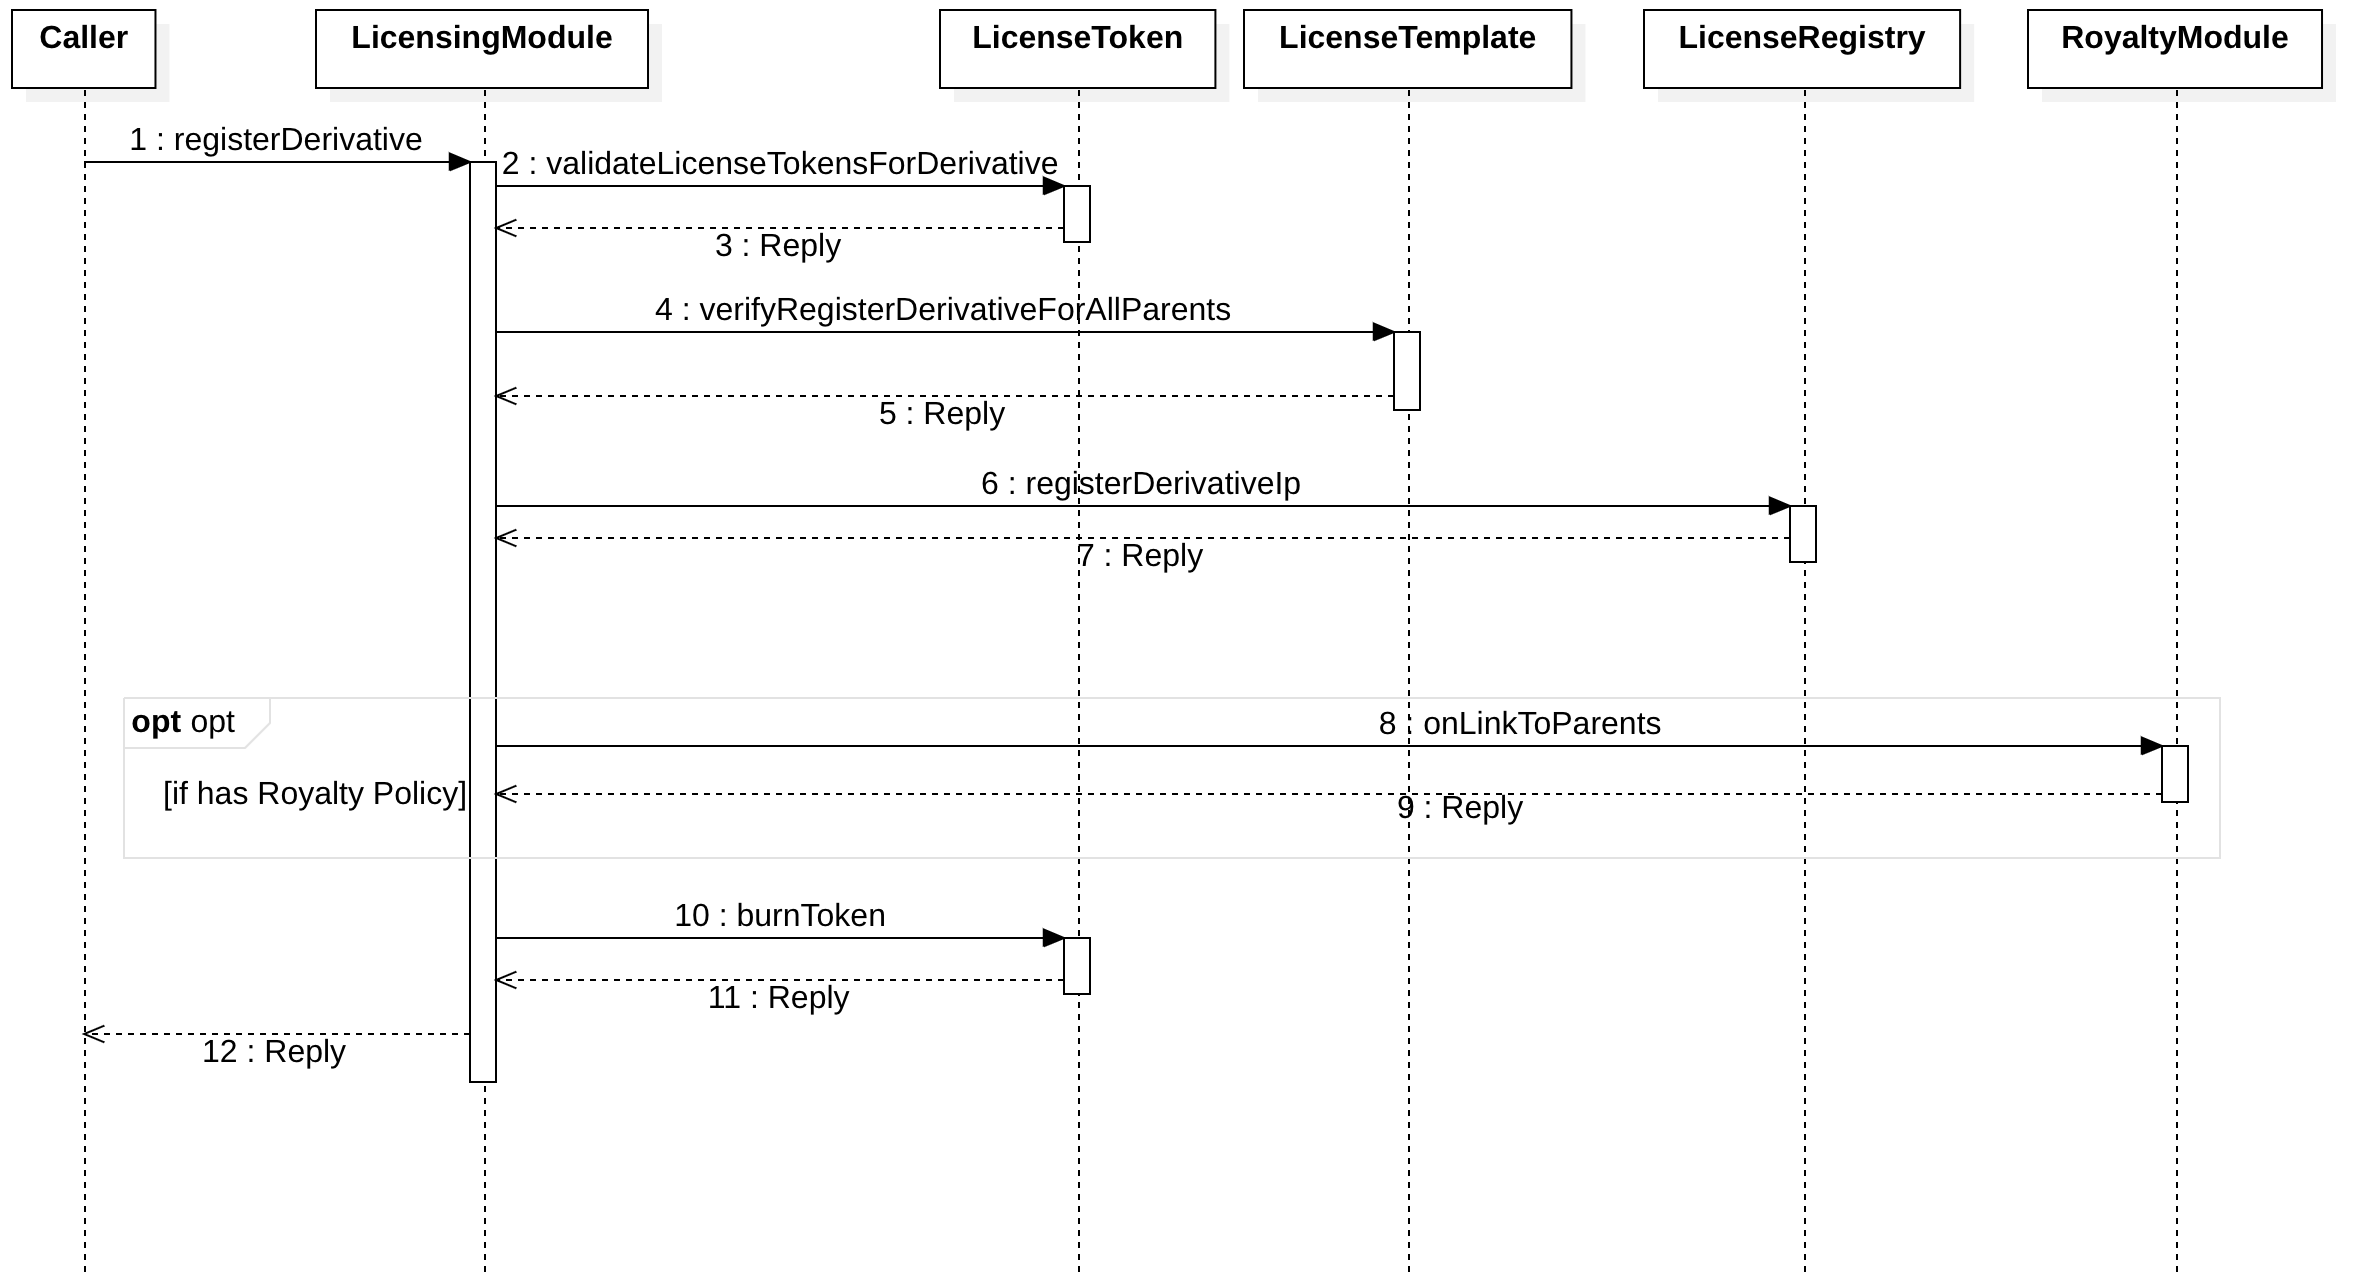 Caller
LicensingModule
LicenseToken
LicenseTemplate
LicenseRegistry
RoyaltyModule
1 : registerDerivative
2 : validateLicenseTokensForDerivative
3 : Reply
4 : verifyRegisterDerivativeForAllParents
5 : Reply
6 : registerDerivativeIp
7 : Reply
opt opt
8 : onLinkToParents
[if has Royalty Policy]
9 : Reply
10 : burnToken
11 : Reply
12 : Reply